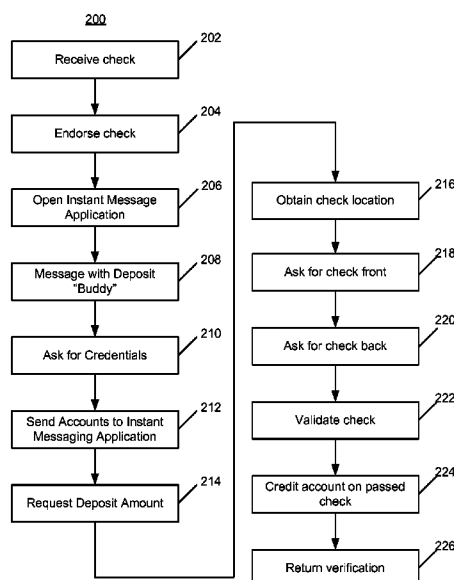 200
202
Receive check
204
Endorse check
206
Open Instant Message
Application
208
Message with Deposit
"Buddy"
210
Ask for Credentials
212
Send Accounts to Instant
Messaging Application
214
Request Deposit Amount
216
Obtain check location
218
Ask for check front
220
Ask for check back
222
Validate check
224
Credit account on passed
check
226
Return verification